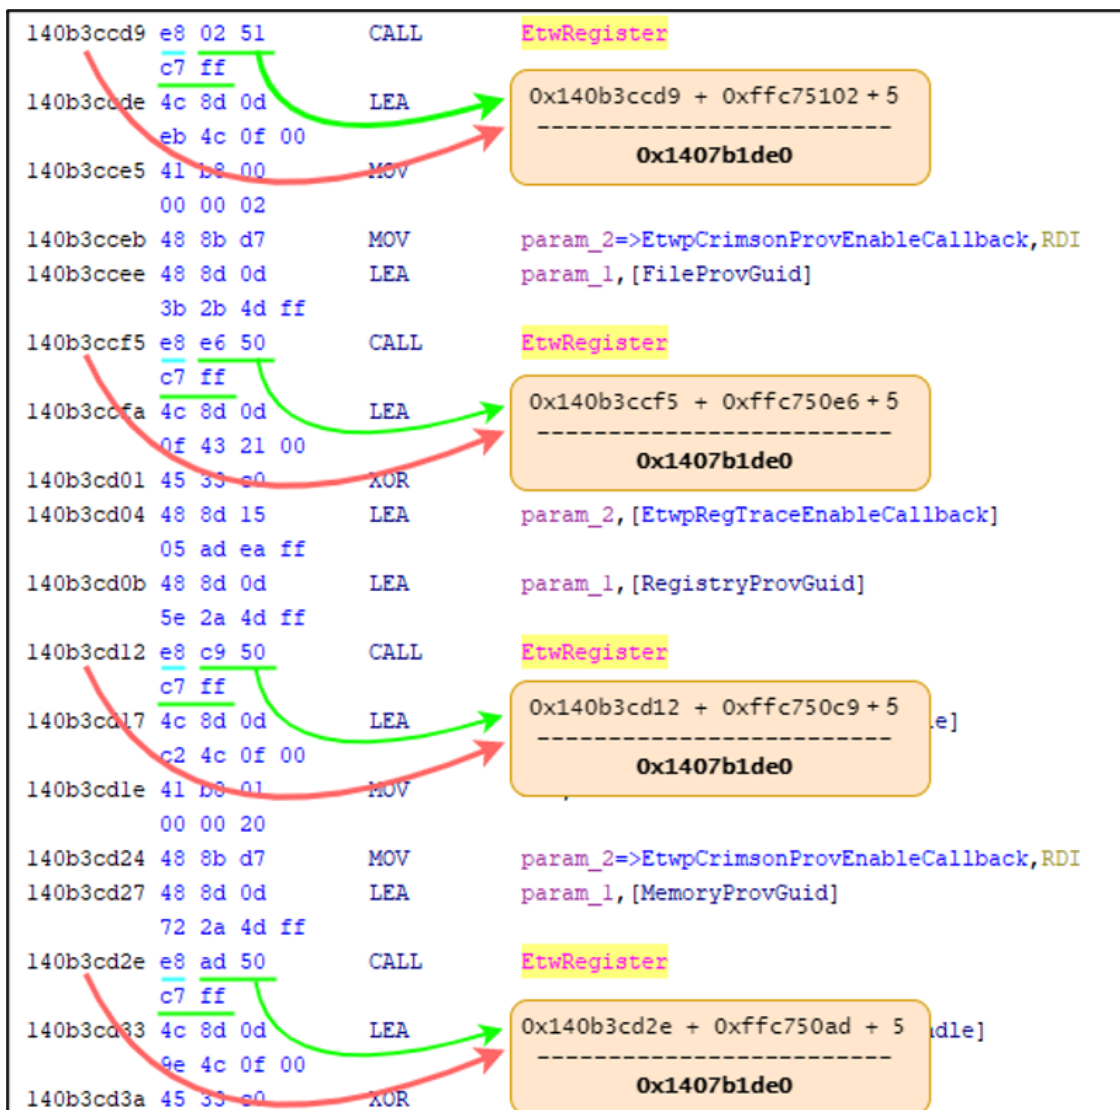 140b3ccd9 e8 02 51 CALL EtwRegister
c7 ff
0x140b3ccd9 + 0xffc75102 + 5
140b3ccde 4c 8d 0d LEA
--------------------------
eb 4c 0f 00
0x1407b1de0
140b3cce5 41 b8 00 MOV
00 00 02
140b3cceb 48 8b d7 MOV param_2=>EtwpCrimsonProvEnableCallback,RDI
140b3ccee 48 8d 0d LEA param_1,[FileProvGuid]
3b 2b 4d ff
140b3ccf5 e8 e6 50 CALL EtwRegister
c7 ff
0x140b3ccf5 + 0xffc750e6 + 5
140b3ccfa 4c 8d 0d LEA
--------------------------
0f 43 21 00
0x1407b1de0
140b3cd01 45 33 c0 XOR
140b3cd04 48 8d 15 LEA param_2,[EtwpRegTraceEnableCallback]
05 ad ea ff
140b3cd0b 48 8d 0d LEA param_1,[RegistryProvGuid]
5e 2a 4d ff
140b3cd12 e8 c9 50 CALL EtwRegister
c7 ff
0x140b3cd12 + 0xffc750c9 + 5
140b3cd17 4c 8d 0d LEA le]
--------------------------
c2 4c 0f 00
0x1407b1de0
140b3cd1e 41 b8 01 MOV
00 00 20
140b3cd24 48 8b d7 MOV param_2=>EtwpCrimsonProvEnableCallback,RDI
140b3cd27 48 8d 0d LEA param_1,[MemoryProvGuid]
72 2a 4d ff
140b3cd2e e8 ad 50 CALL EtwRegister
c7 ff
0x140b3cd2e + 0xffc750ad + 5
140b3cd33 4c 8d 0d LEA ndle]
--------------------------
9e 4c 0f 00
0x1407b1de0
140b3cd3a 45 33 c0 XOR